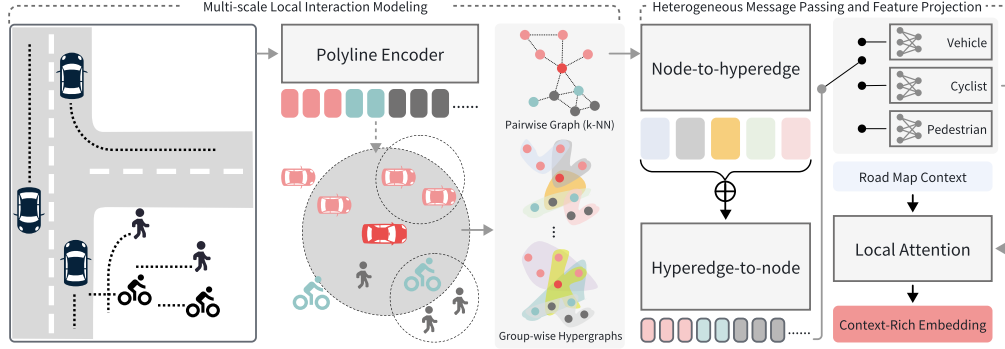 Multi-scale Local Interaction Modeling
Heterogeneous Message Passing and Feature Projection
Polyline Encoder
Pairwise Graph (k-NN)
Group-wise Hypergraphs
Node-to-hyperedge
Hyperedge-to-node
Vehicle
Cyclist
Pedestrian
Road Map Context
Local Attention
Context-Rich Embedding